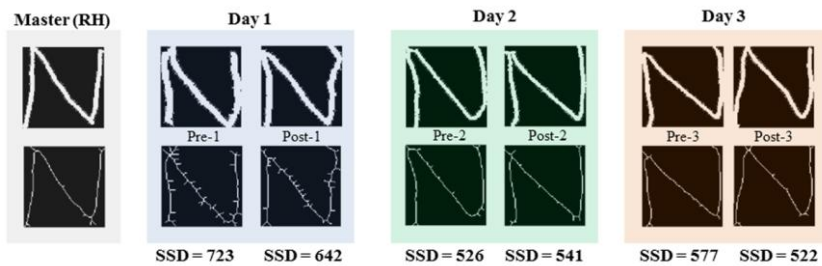 Master (RH) Day 1 Day 2 Day 3
Pre-1 Post-1 Pre-2 Post-2 Pre-3 Post-3
SSD = 723 SSD = 642 SSD = 526 SSD = 541 SSD = 577 SSD = 522